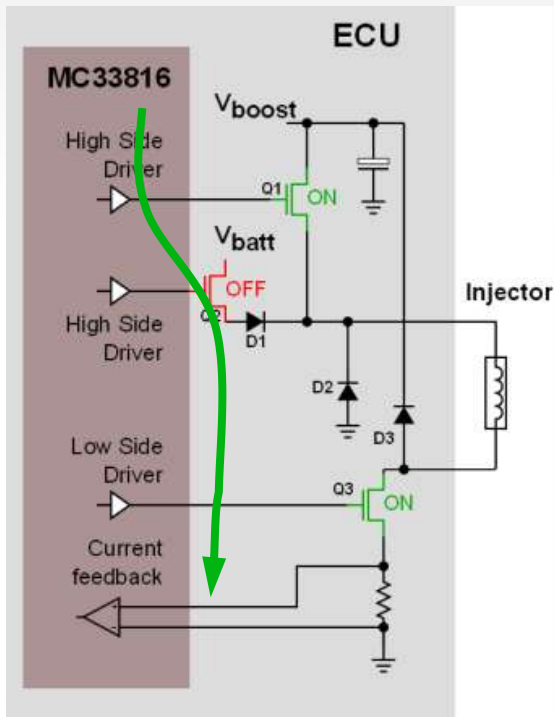 ECU
MC33816
Vboost
High Side
Driver
Q1
ON
Vbatt
OFF
Q2
High Side
Driver
D1
Injector
D2
D3
Low Side
Driver
Q3
ON
Current
feedback
+
-